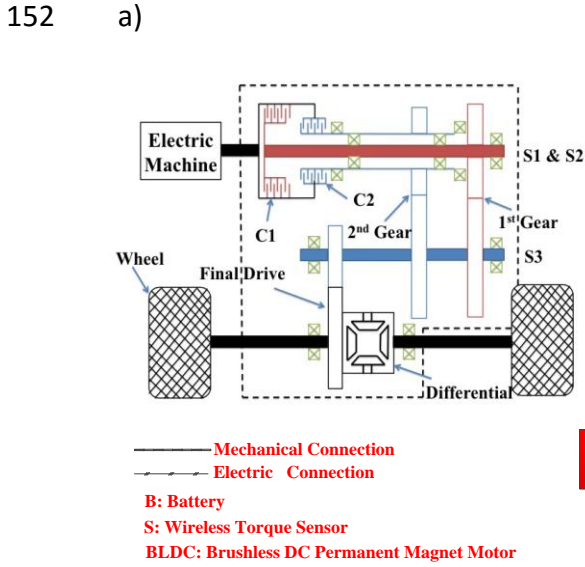 152 a)
Electric
Machine
S1 & S2
C2
C1
2nd Gear
1st Gear
S3
Wheel
Final Drive
Differential
Mechanical Connection
Electric Connection
B: Battery
S: Wireless Torque Sensor
BLDC: Brushless DC Permanent Magnet Motor